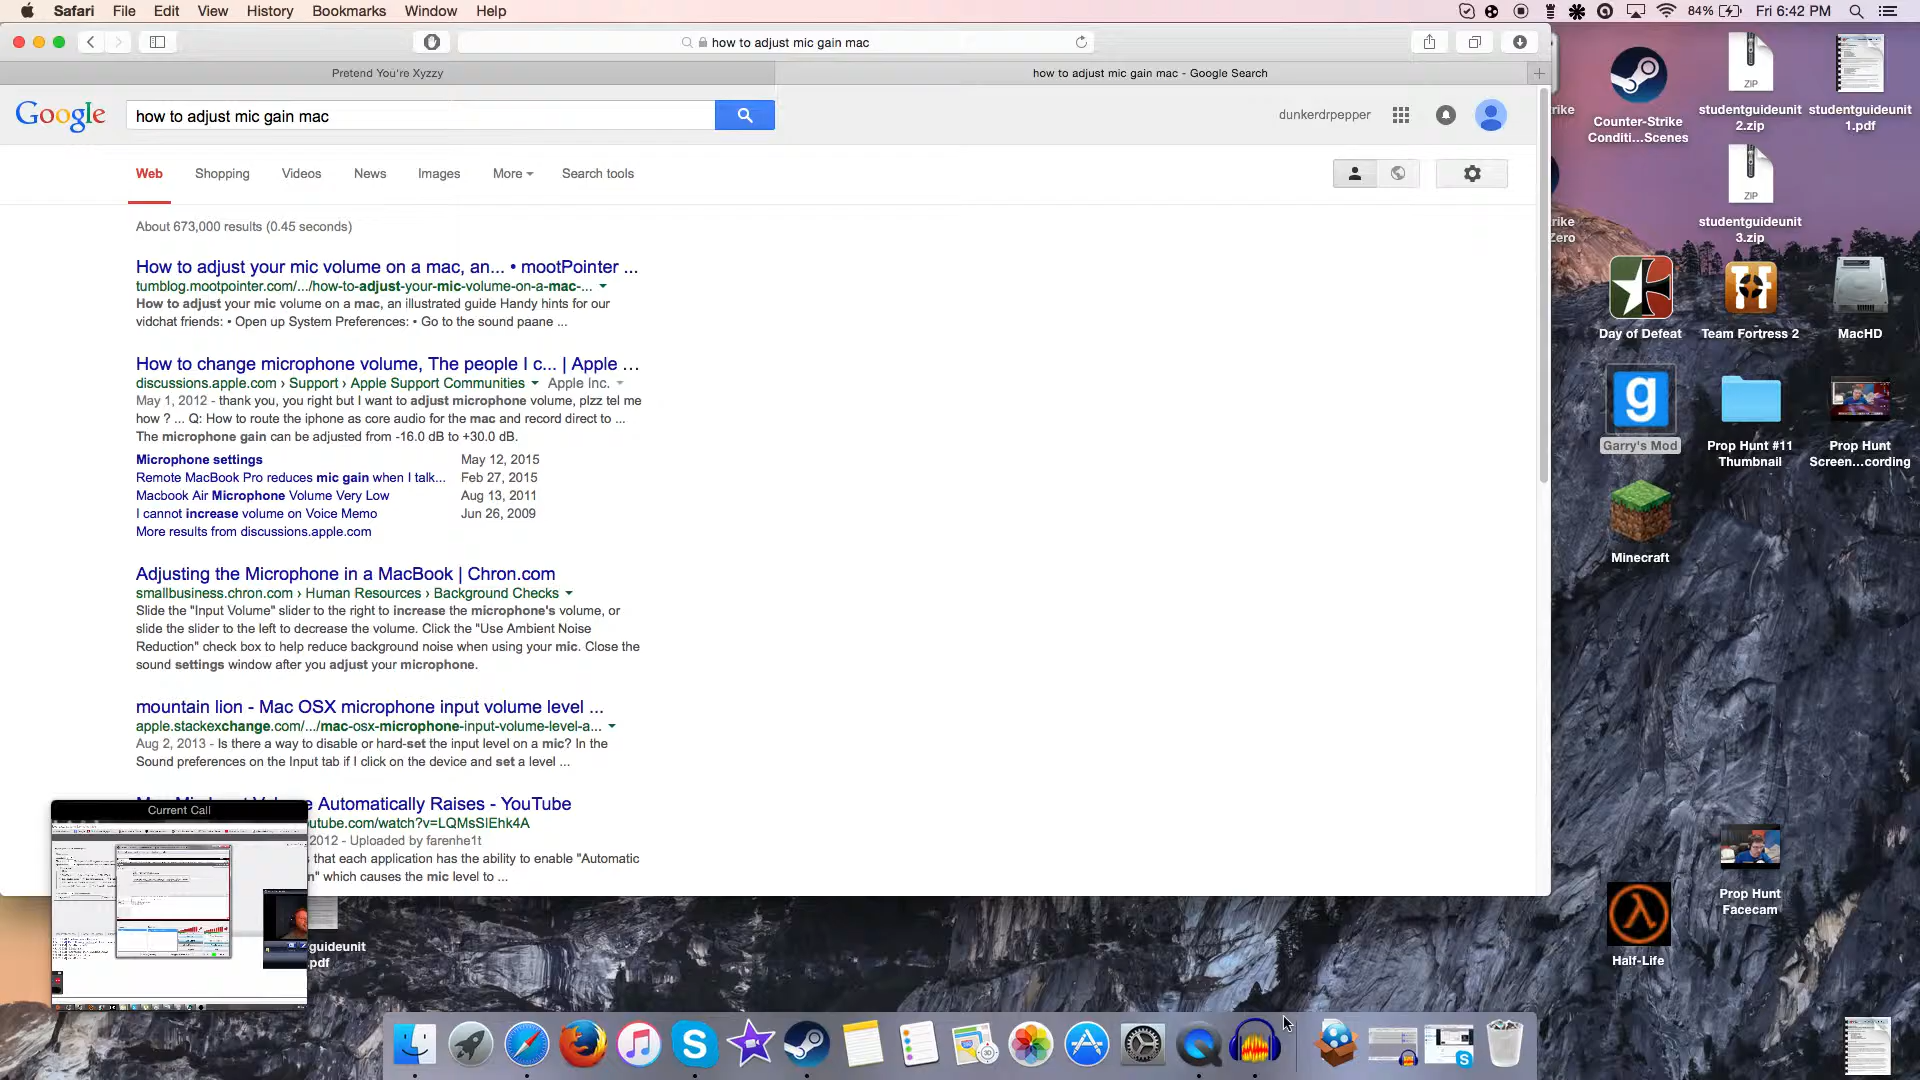 Safari File Edit View History Bookmarks Window Help
84% Fri 6:42 PM
how to adjust mic gain mac
Pretend You're Xyzzy
how to adjust mic gain mac - Google Search
Google
how to adjust mic gain mac
dunkerdrpepper
Web Shopping Videos News Images More Search tools
About 673,000 results (0.45 seconds)
How to adjust your mic volume on a mac, an... • mootPointer ...
tumblog.mootpointer.com/.../how-to-adjust-your-mic-volume-on-a-mac-...
How to adjust your mic volume on a mac, an illustrated guide Handy hints for our
vidchat friends: • Open up System Preferences: • Go to the sound paane ...
How to change microphone volume, The people I c... | Apple ...
discussions.apple.com › Support › Apple Support Communities Apple Inc.
May 1, 2012 - thank you, you right but I want to adjust microphone volume, plzz tel me
how ? ... Q: How to route the iphone as core audio for the mac and record direct to ...
The microphone gain can be adjusted from -16.0 dB to +30.0 dB.
Microphone settings May 12, 2015
Remote MacBook Pro reduces mic gain when I talk... Feb 27, 2015
Macbook Air Microphone Volume Very Low Aug 13, 2011
I cannot increase volume on Voice Memo Jun 26, 2009
More results from discussions.apple.com
Adjusting the Microphone in a MacBook | Chron.com
smallbusiness.chron.com › Human Resources › Background Checks
Slide the "Input Volume" slider to the right to increase the microphone's volume, or
slide the slider to the left to decrease the volume. Click the "Use Ambient Noise
Reduction" check box to help reduce background noise when using your mic. Close the
sound settings window after you adjust your microphone.
mountain lion - Mac OSX microphone input volume level ...
apple.stackexchange.com/.../mac-osx-microphone-input-volume-level-a...
Aug 2, 2013 - Is there a way to disable or hard-set the input level on a mic? In the
Sound preferences on the Input tab if I click on the device and set a level ...
Automatically Raises - YouTube
utube.com/watch?v=LQMsSlEhk4A
2012 - Uploaded by farenhe1t
that each application has the ability to enable "Automatic
n" which causes the mic level to ...
Current Call
guideunit
.pdf
rike
rike
Zero
Counter-Strike
Conditi...Scenes
ZIP
studentguideunit
2.zip
studentguideunit
1.pdf
ZIP
studentguideunit
3.zip
Day of Defeat
Team Fortress 2
MacHD
Garry's Mod
Prop Hunt #11
Thumbnail
Prop Hunt
Screen...cording
Minecraft
Prop Hunt
Facecam
Half-Life